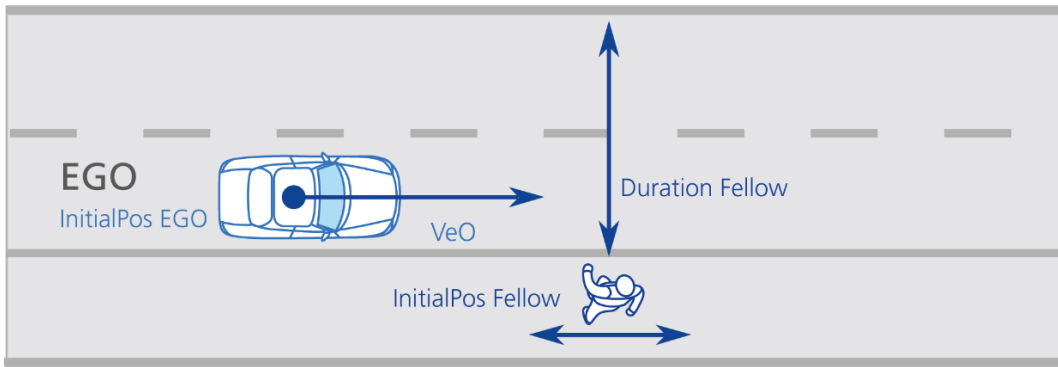 EGO
InitialPos EGO
VeO
Duration Fellow
InitialPos Fellow